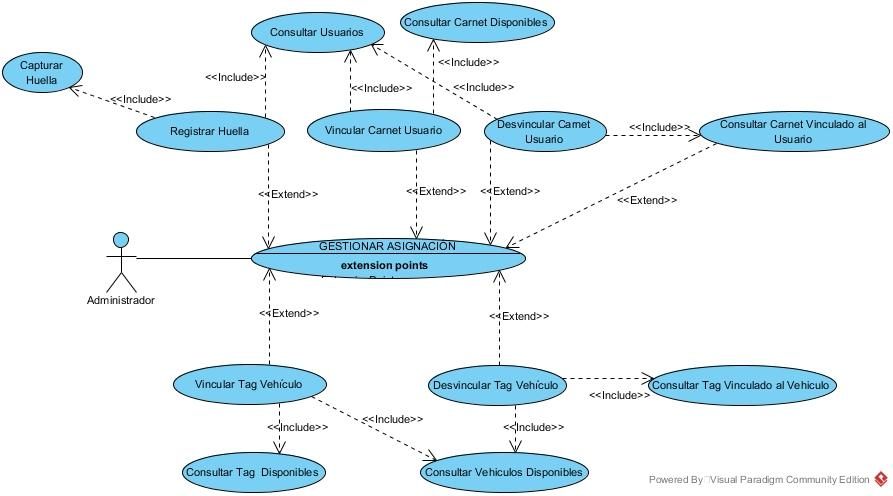 Consultar Usuarios
Consultar Carnet Disponibles
Capturar
Huella
<<Include>>
<<Include>>
<<Include>>
<<Include>>
<<Include>>
Registrar Huella
Vincular Carnet Usuario
Desvincular Carnet
Usuario
<<Include>>
Consultar Carnet Vinculado al
Usuario
<<Extend>>
<<Extend>>
<<Extend>>
<<Extend>>
GESTIONAR ASIGNACIÓN
extension points
Administrador
<<Extend>>
<<Extend>>
Vincular Tag Vehículo
Desvincular Tag Vehículo
Consultar Tag Vinculado al Vehiculo
<<Include>>
<<Include>>
<<Include>>
<<Include>>
Consultar Tag  Disponibles
Consultar Vehiculos Disponibles
Powered By Visual Paradigm Community Edition